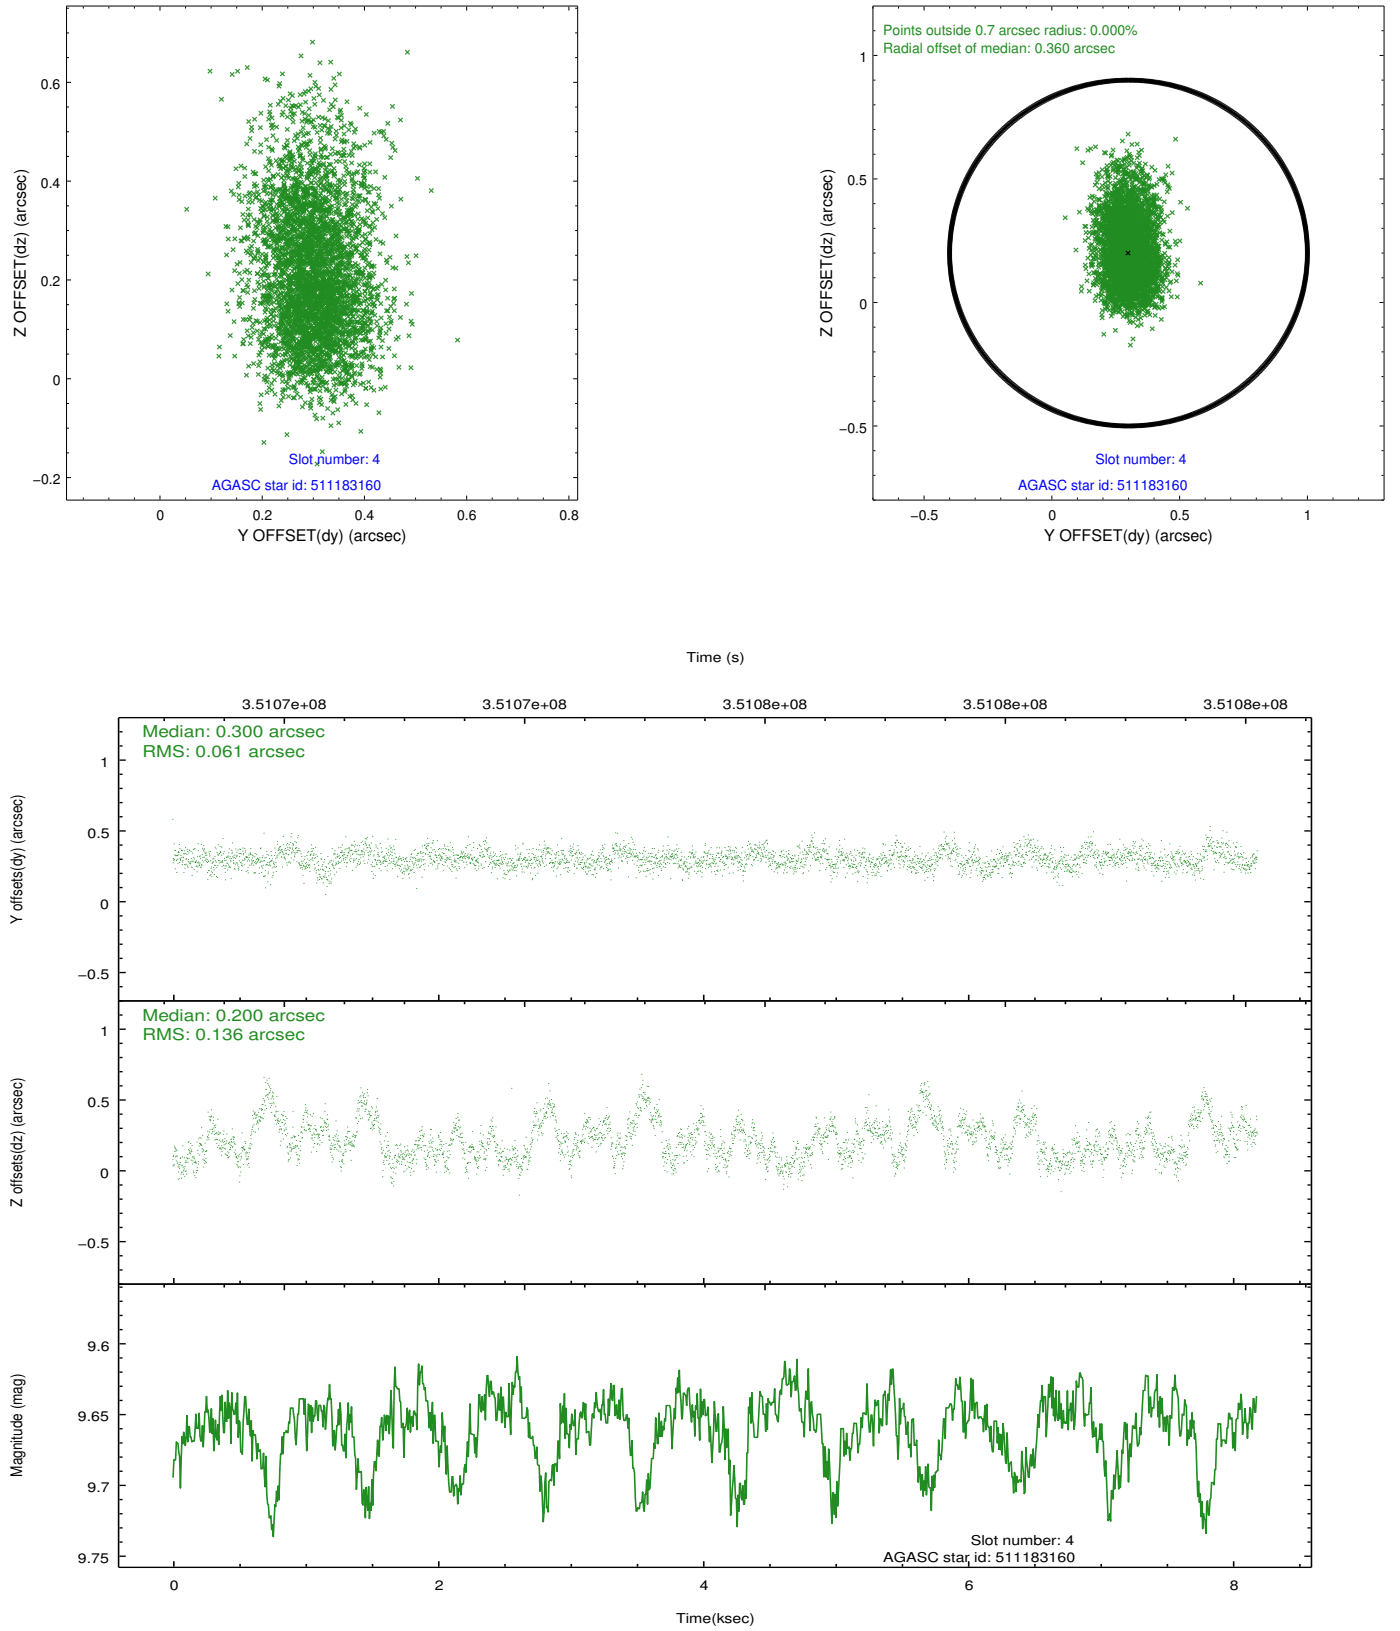 0.6
0.4
0.2
0
−0.2
0
0.2
0.4
0.6
0.8
Z OFFSET(dz) (arcsec)
Y OFFSET(dy) (arcsec)
Slot number: 4
AGASC star id: 511183160
Points outside 0.7 arcsec radius: 0.000%
Radial offset of median: 0.360 arcsec
1
0.5
0
−0.5
−0.5
0
0.5
1
Z OFFSET(dz) (arcsec)
Y OFFSET(dy) (arcsec)
Slot number: 4
AGASC star id: 511183160
Time (s)
3.5107e+08
3.5107e+08
3.5108e+08
3.5108e+08
3.5108e+08
Median: 0.300 arcsec
RMS: 0.061 arcsec
1
0.5
0
−0.5
Y offsets(dy) (arcsec)
Median: 0.200 arcsec
RMS: 0.136 arcsec
1
0.5
0
−0.5
Z offsets(dz) (arcsec)
9.6
9.65
9.7
9.75
Magnitude (mag)
Slot number: 4
AGASC star id: 511183160
0
2
4
6
8
Time(ksec)